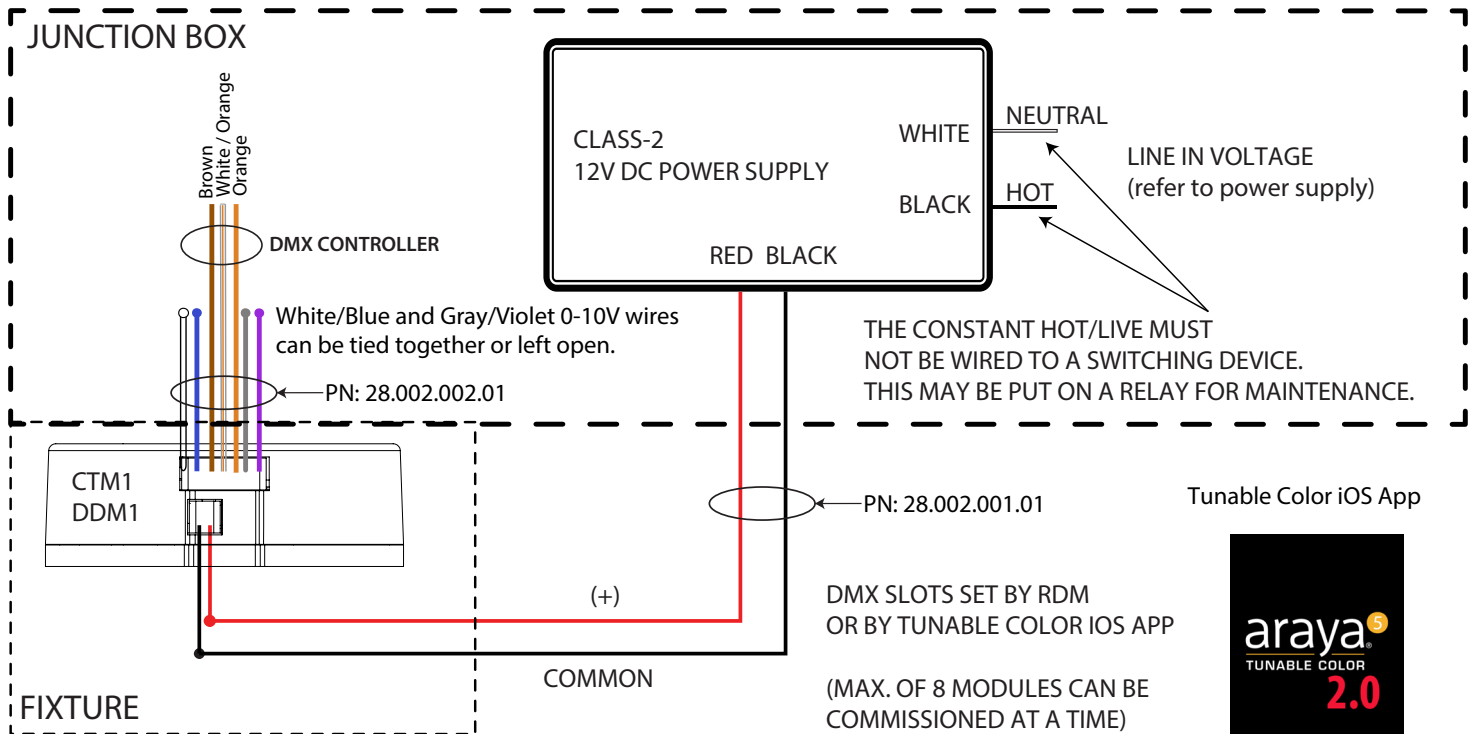 JUNCTION BOX
Brown
White / Orange
Orange
DMX CONTROLLER
White/Blue and Gray/Violet 0-10V wires
can be tied together or left open.
PN: 28.002.002.01
CLASS-2
12V DC POWER SUPPLY
WHITE
BLACK
RED BLACK
NEUTRAL
HOT
LINE IN VOLTAGE
(refer to power supply)
THE CONSTANT HOT/LIVE MUST
NOT BE WIRED TO A SWITCHING DEVICE.
THIS MAY BE PUT ON A RELAY FOR MAINTENANCE.
CTM1
DDM1
PN: 28.002.001.01
(+)
COMMON
FIXTURE
DMX SLOTS SET BY RDM
OR BY TUNABLE COLOR IOS APP
(MAX. OF 8 MODULES CAN BE
COMMISSIONED AT A TIME)
Tunable Color iOS App
araya® 5
TUNABLE COLOR
2.0